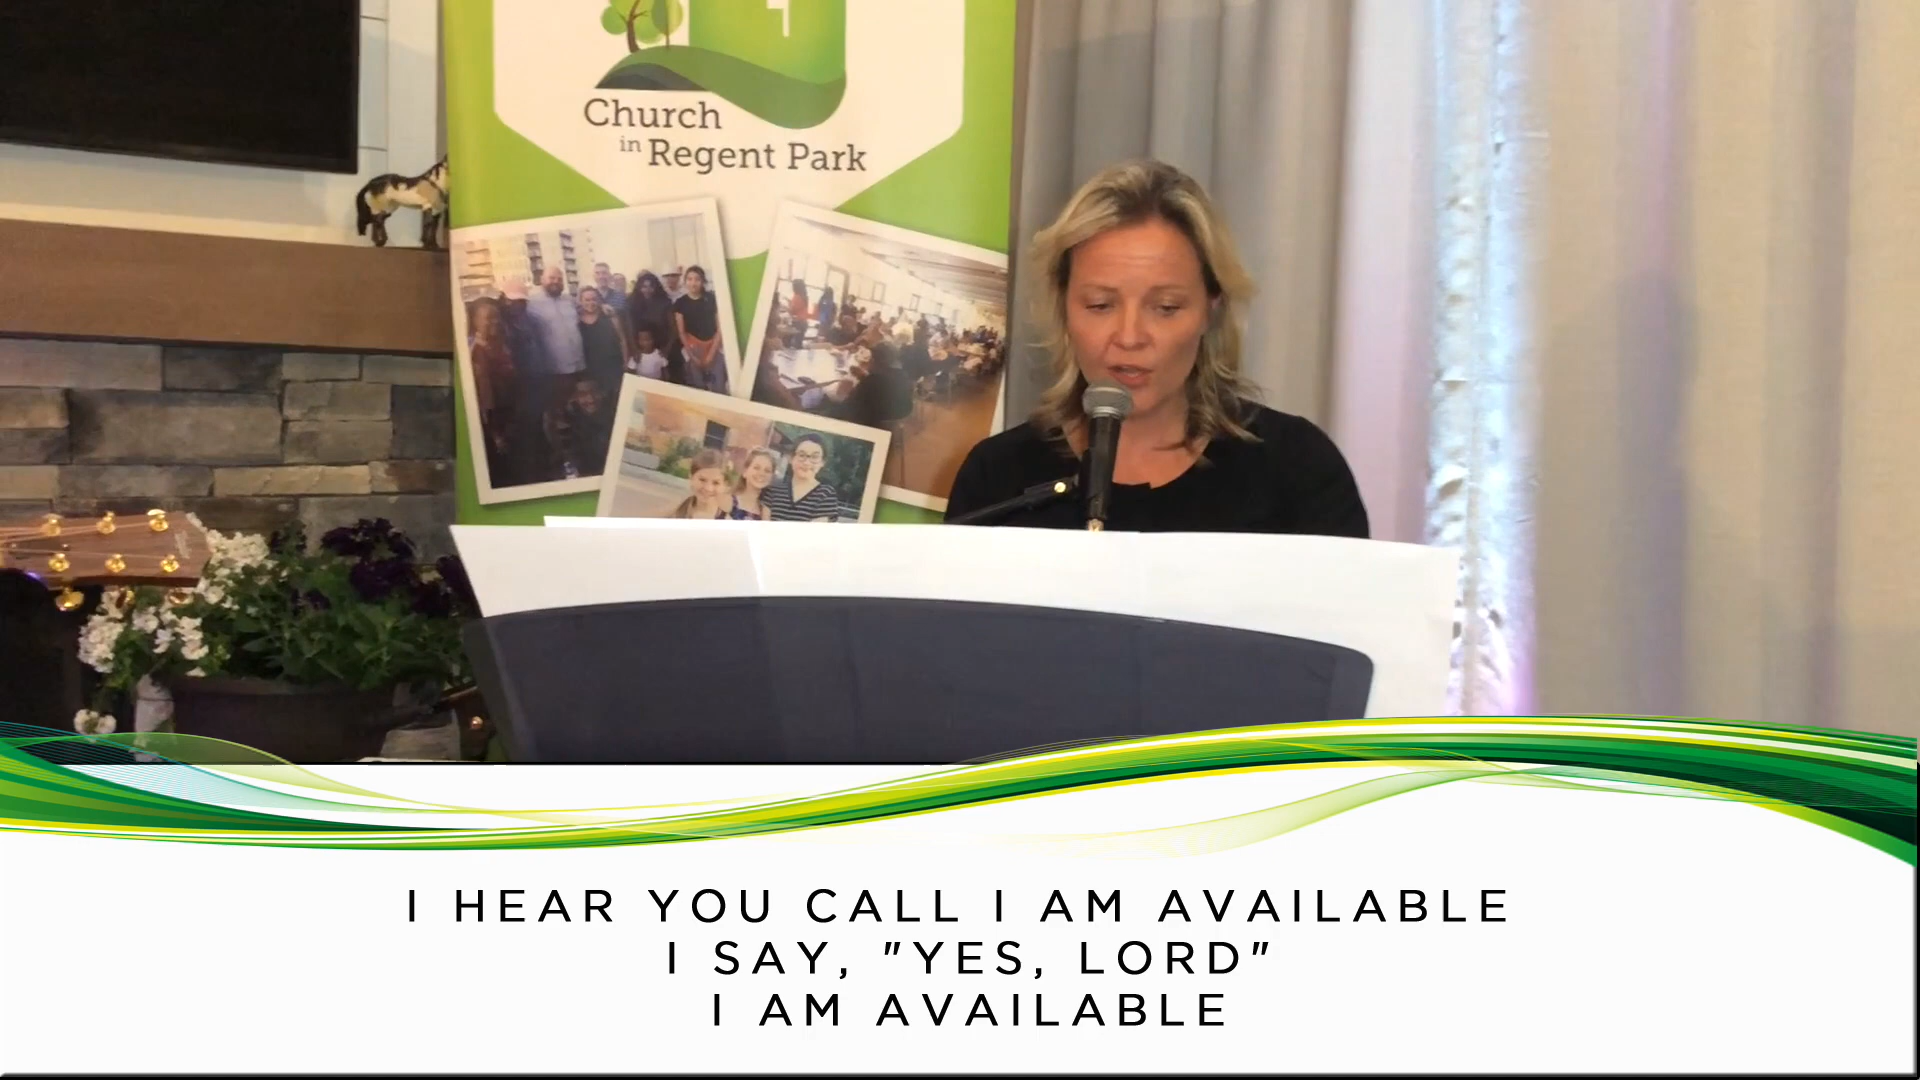 Church
in Regent Park
I HEAR YOU CALL I AM AVAILABLE
I SAY, "YES, LORD"
I AM AVAILABLE